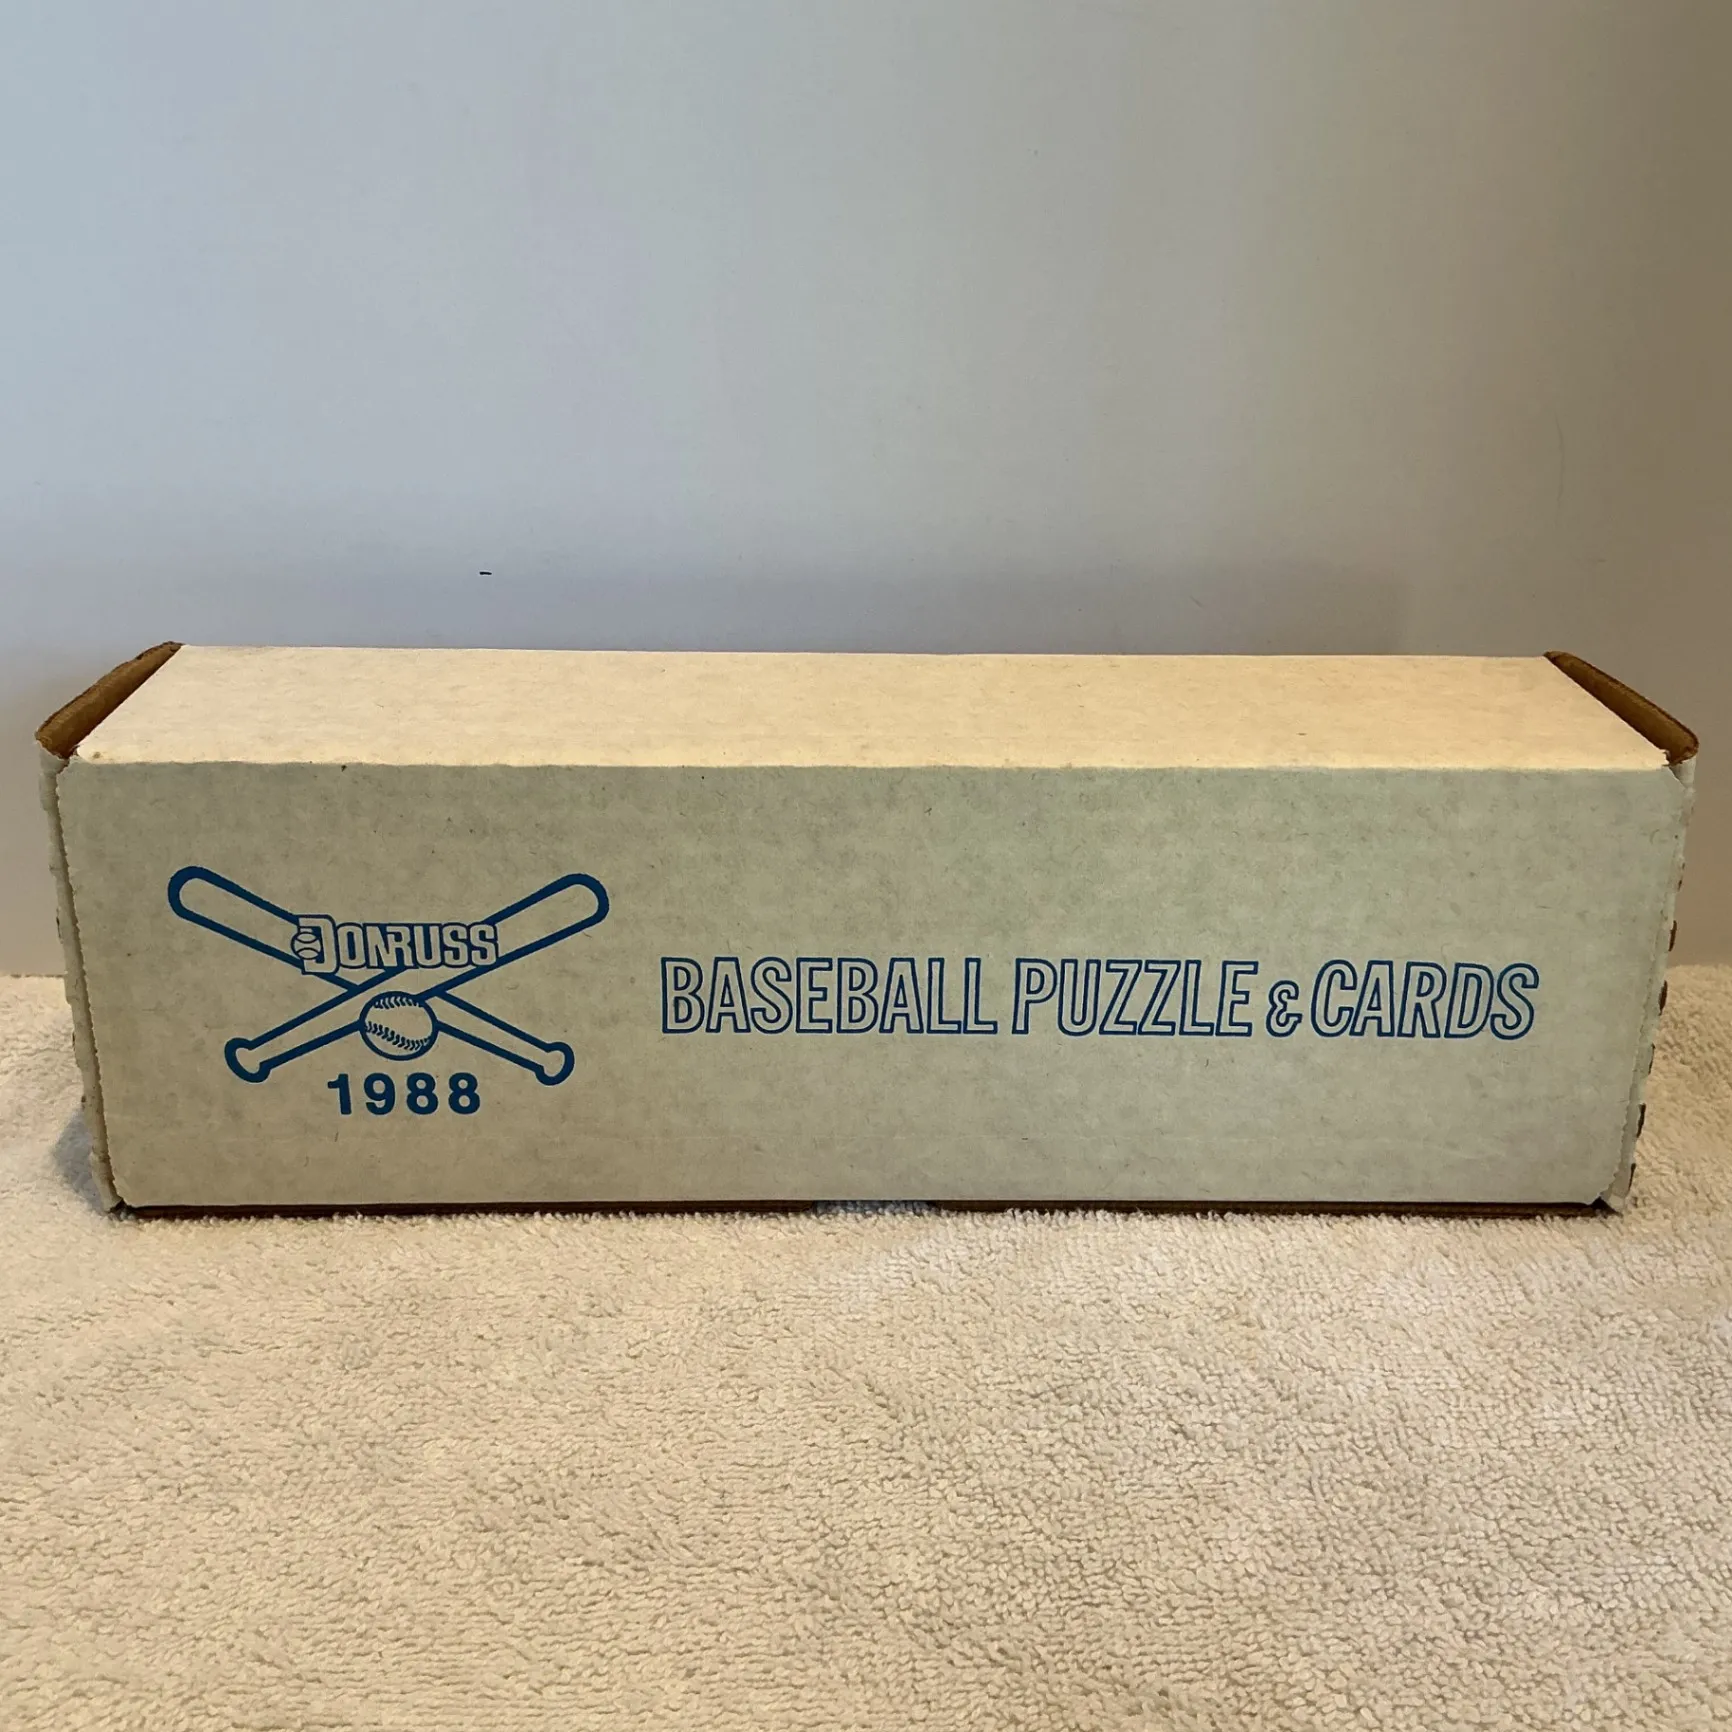 DONRUSS
1988
BASEBALL PUZZLE & CARDS